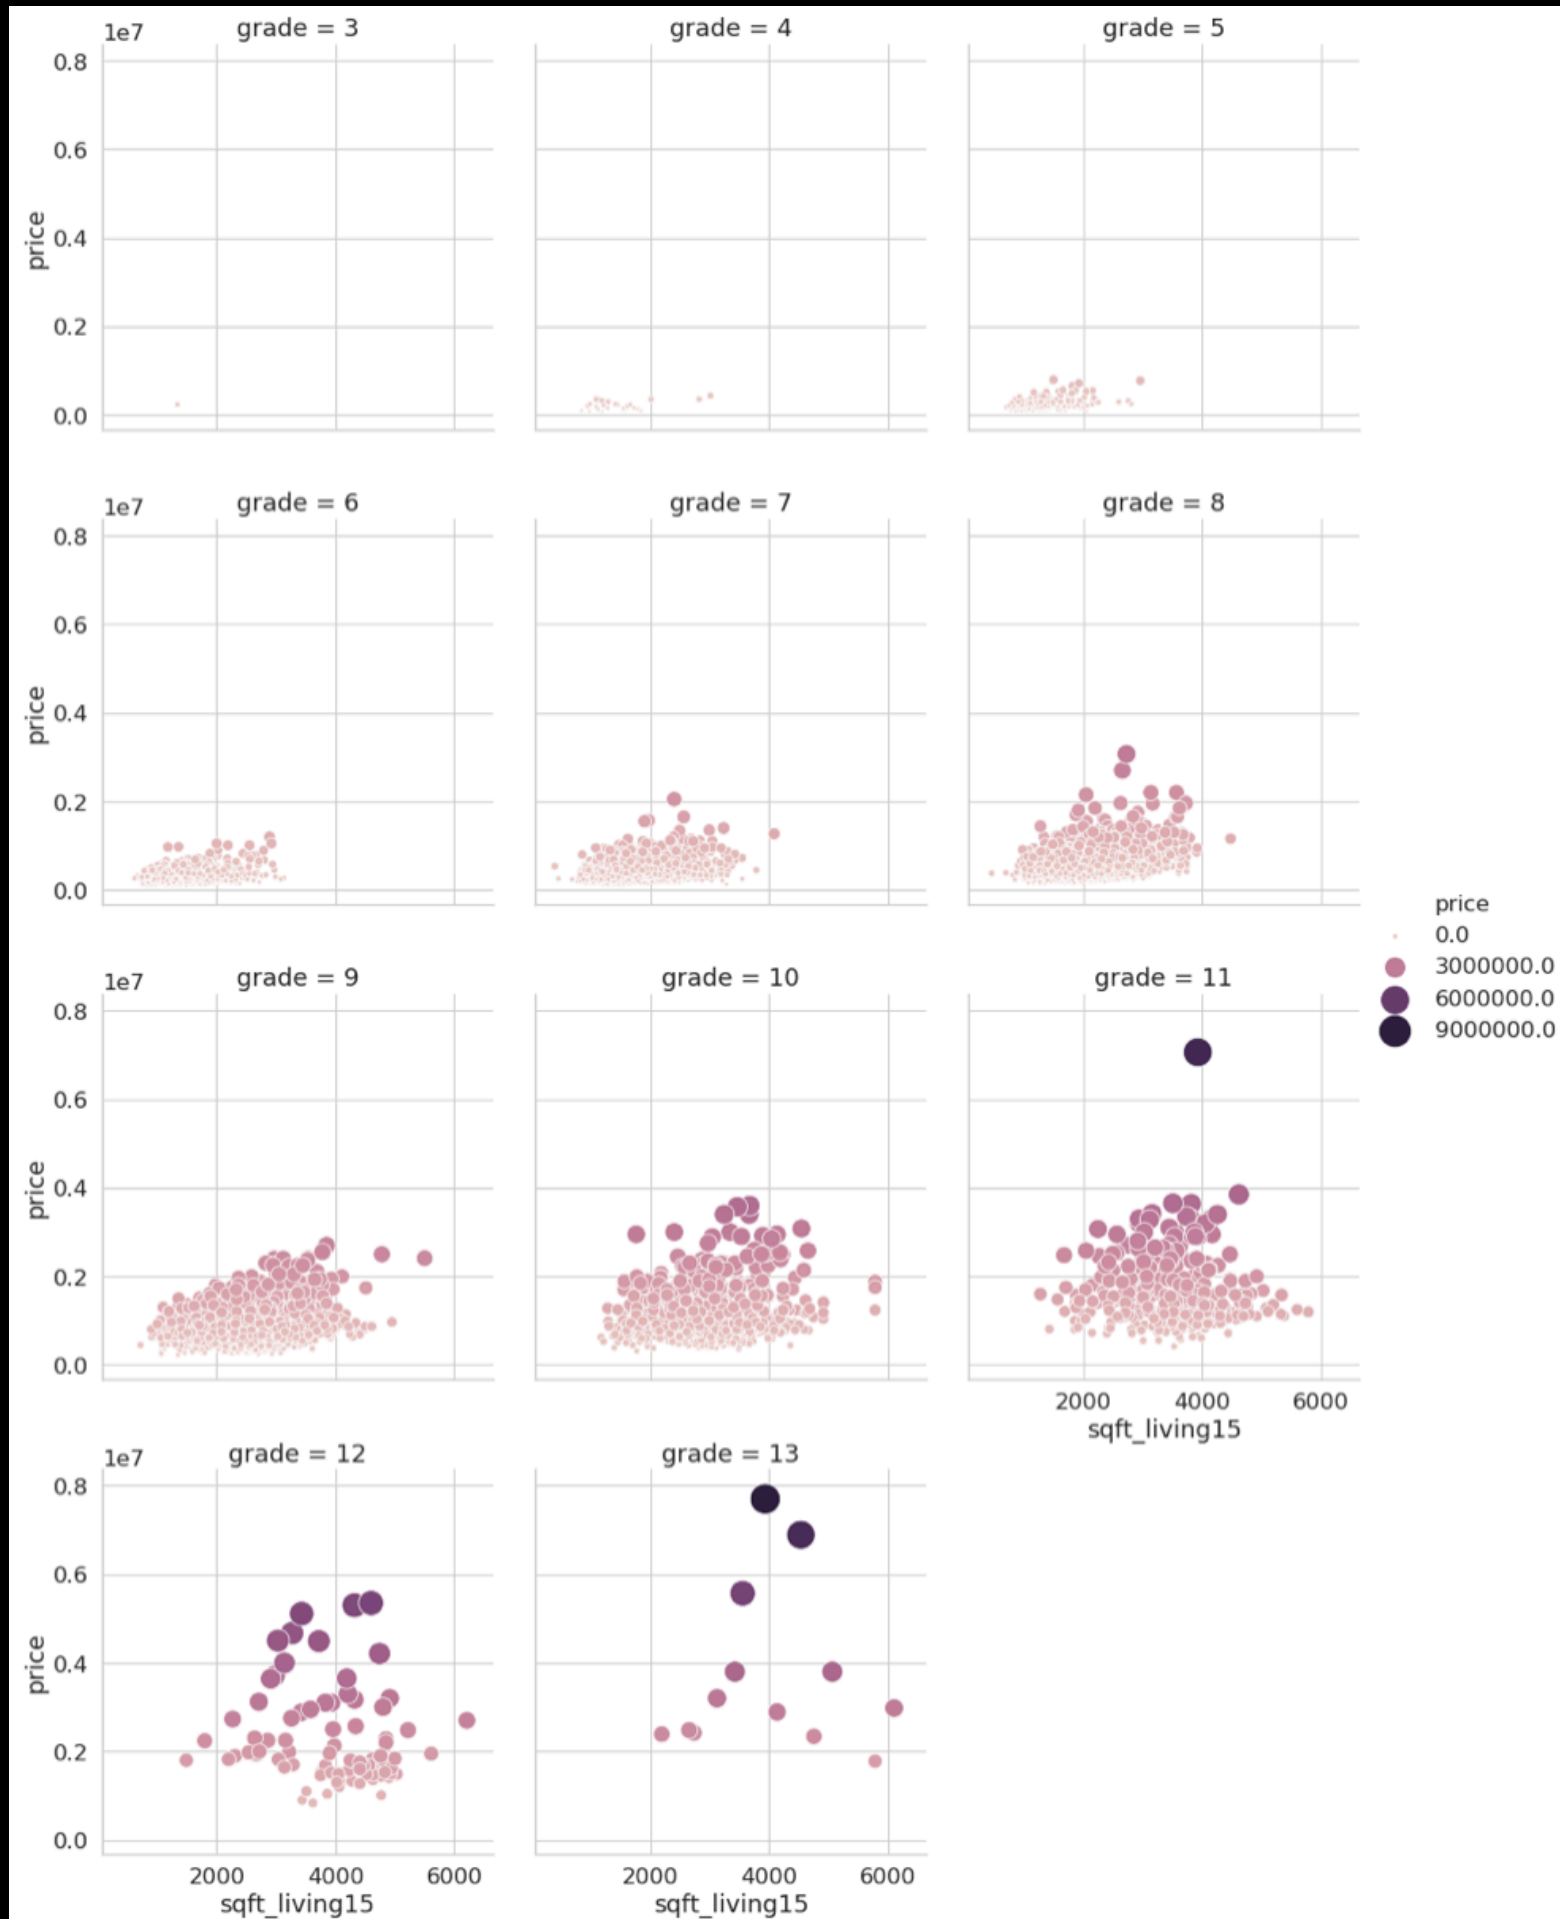 1e7
grade = 3
grade = 4
grade = 5
0.8
0.6
0.4
0.2
0.0
price
1e7
grade = 6
grade = 7
grade = 8
0.8
0.6
0.4
0.2
0.0
price
price
0.0
3000000.0
6000000.0
9000000.0
1e7
grade = 9
grade = 10
grade = 11
0.8
0.6
0.4
0.2
0.0
price
2000 4000 6000
sqft_living15
1e7
grade = 12
grade = 13
0.8
0.6
0.4
0.2
0.0
price
2000 4000 6000
sqft_living15
2000 4000 6000
sqft_living15